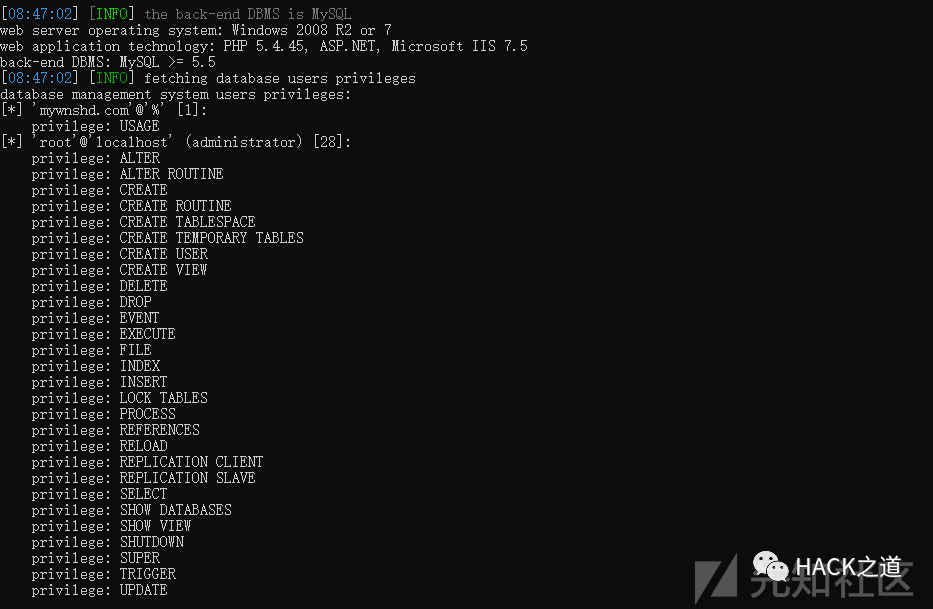 [08:47:02] [INFO] the back-end DBMS is MySQL
web server operating system: Windows 2008 R2 or 7
web application technology: PHP 5.4.45, ASP.NET, Microsoft IIS 7.5
back-end DBMS: MySQL >= 5.5
[08:47:02] [INFO] fetching database users privileges
database management system users privileges:
[*] 'mywnshd.com'@'%' [1]:
    privilege: USAGE
[*] 'root'@'localhost' (administrator) [28]:
    privilege: ALTER
    privilege: ALTER ROUTINE
    privilege: CREATE
    privilege: CREATE ROUTINE
    privilege: CREATE TABLESPACE
    privilege: CREATE TEMPORARY TABLES
    privilege: CREATE USER
    privilege: CREATE VIEW
    privilege: DELETE
    privilege: DROP
    privilege: EVENT
    privilege: EXECUTE
    privilege: FILE
    privilege: INDEX
    privilege: INSERT
    privilege: LOCK TABLES
    privilege: PROCESS
    privilege: REFERENCES
    privilege: RELOAD
    privilege: REPLICATION CLIENT
    privilege: REPLICATION SLAVE
    privilege: SELECT
    privilege: SHOW DATABASES
    privilege: SHOW VIEW
    privilege: SHUTDOWN
    privilege: SUPER
    privilege: TRIGGER
    privilege: UPDATE
HACK之道
先知社区